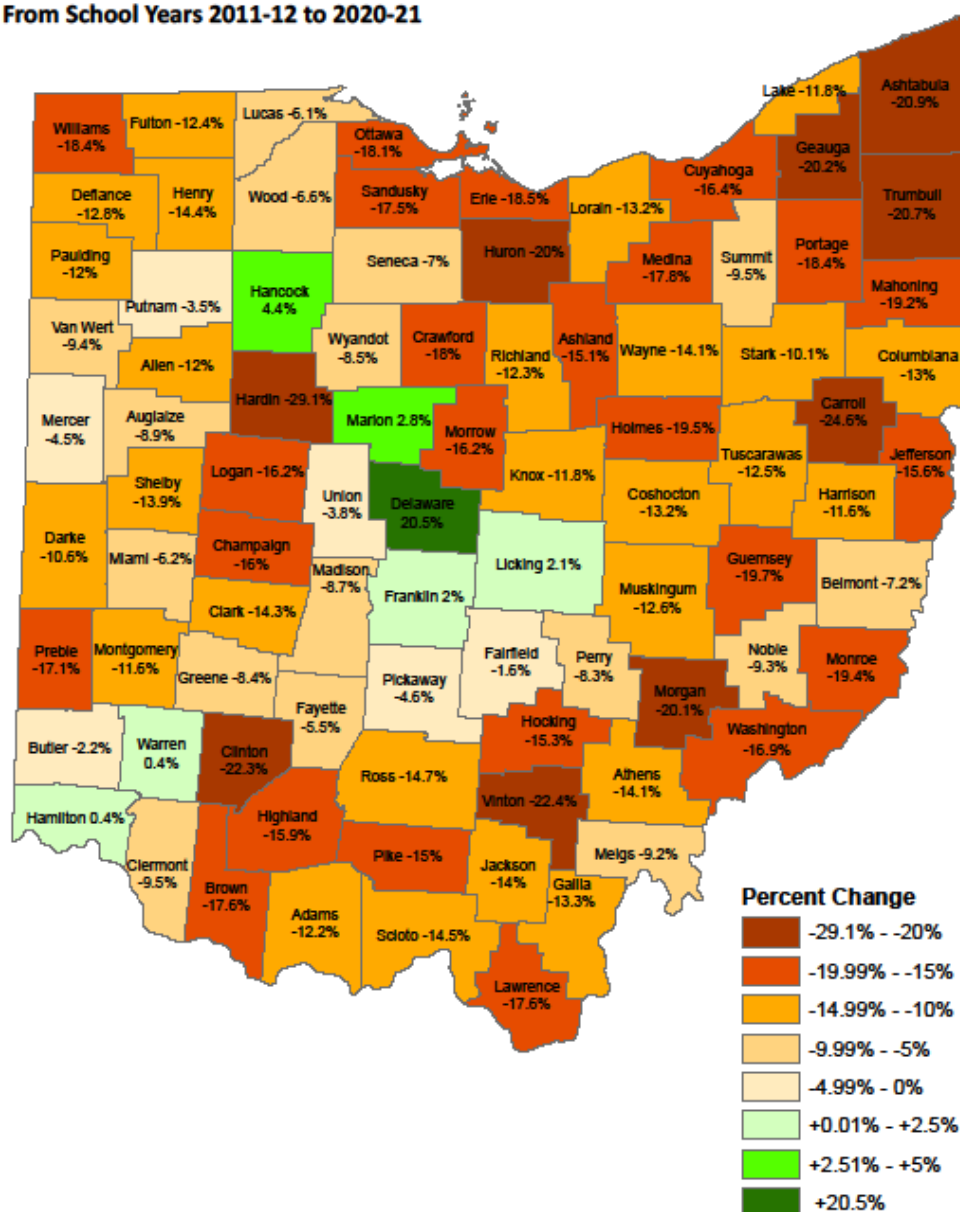 From School Years 2011-12 to 2020-21
Lake -11.8%
Ashtabula
-20.9%
Williams
-18.4%
Fulton -12.4%
Lucas -6.1%
Ottawa
-18.1%
Geauga
-20.2%
Cuyahoga
-16.4%
Defiance
-12.8%
Henry
-14.4%
Wood -6.6%
Sandusky
-17.5%
Erie -18.5%
Lorain -13.2%
Trumbull
-20.7%
Paulding
-12%
Seneca -7%
Huron -20%
Medina
-17.8%
Summit
-9.5%
Portage
-18.4%
Mahoning
-19.2%
Putnam -3.5%
Hancock
4.4%
Van Wert
-9.4%
Wyandot
-8.5%
Crawford
-18%
Richland
-12.3%
Ashland
-15.1%
Wayne -14.1%
Stark -10.1%
Columbiana
-13%
Allen -12%
Hardin -29.1%
Mercer
-4.5%
Auglaize
-8.9%
Marion 2.8%
Morrow
-16.2%
Holmes -19.5%
Carroll
-24.6%
Tuscarawas
-12.5%
Jefferson
-15.6%
Logan -16.2%
Knox -11.8%
Shelby
-13.9%
Union
-3.8%
Delaware
20.5%
Coshocton
-13.2%
Harrison
-11.6%
Darke
-10.6%
Miami -6.2%
Champaign
-16%
Madison
-8.7%
Licking 2.1%
Guernsey
-19.7%
Belmont -7.2%
Franklin 2%
Muskingum
-12.6%
Clark -14.3%
Preble
-17.1%
Montgomery
-11.6%
Greene -8.4%
Pickaway
-4.6%
Fairfield
-1.6%
Perry
-8.3%
Noble
-9.3%
Monroe
-19.4%
Morgan
-20.1%
Fayette
-5.5%
Hocking
-15.3%
Washington
-16.9%
Butler -2.2%
Warren
0.4%
Clinton
-22.3%
Ross -14.7%
Athens
-14.1%
Vinton -22.4%
Hamilton 0.4%
Highland
-15.9%
Clermont
-9.5%
Pike -15%
Jackson
-14%
Meigs -9.2%
Brown
-17.6%
Gallia
-13.3%
Adams
-12.2%
Scioto -14.5%
Lawrence
-17.6%
Percent Change
-29.1% - -20%
-19.99% - -15%
-14.99% - -10%
-9.99% - -5%
-4.99% - 0%
+0.01% - +2.5%
+2.51% - +5%
+20.5%